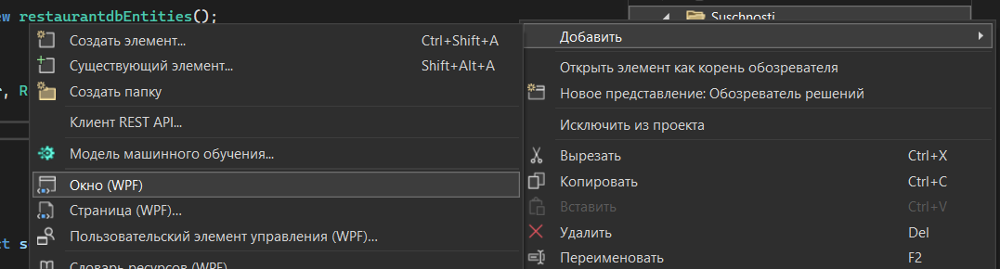 restaurantdbEntities();
Suschnosti
Создать элемент... Ctrl+Shift+A
Существующий элемент... Shift+Alt+A
Создать папку
Клиент REST API...
Модель машинного обучения...
Окно (WPF)
Страница (WPF)...
Пользовательский элемент управления (WPF)...
Словарь ресурсов (WPF)
Добавить
Открыть элемент как корень обозревателя
Новое представление: Обозреватель решений
Исключить из проекта
Вырезать Ctrl+X
Копировать Ctrl+C
Вставить Ctrl+V
Удалить Del
Переименовать F2